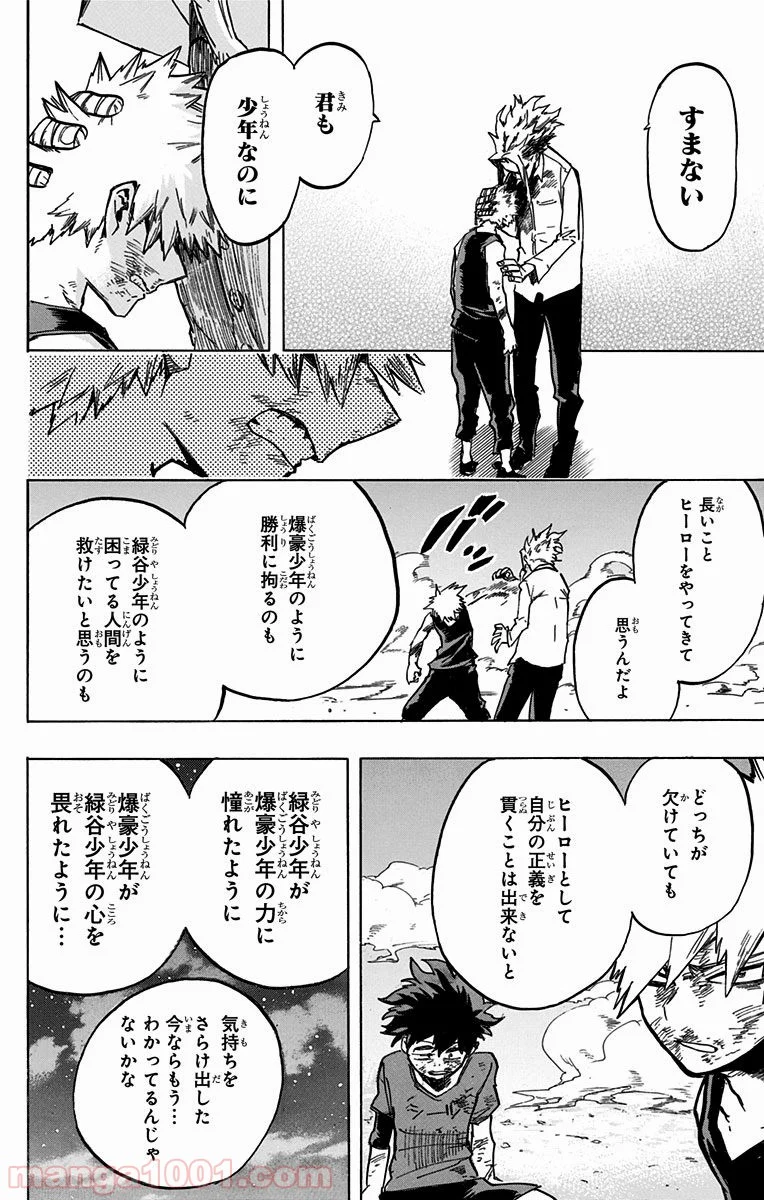 すまない
君も
少年なのに
長いこと
ヒーローをやってきて
思うんだよ
爆豪少年のように
勝利に拘るのも
緑谷少年のように
困ってる人間を
救けたいと思うのも
どっちが
欠けていても
ヒーローとして
自分の正義を
貫くことは出来ないと
緑谷少年が
爆豪少年の力に
憧れたように
爆豪少年が
緑谷少年の心を
畏れたように…
気持ちを
さらけ出した
今ならもう…
わかってるんじゃ
ないかな
manga1001.com